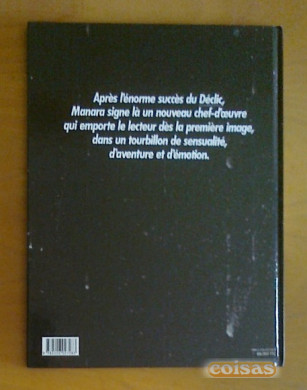 Après l'énorme succès du Déclic,
Manara signe là un nouveau chef-d'œuvre
qui emporte le lecteur dès la première image,
dans un tourbillon de sensualité,
d'aventure et d'émotion.
coisas